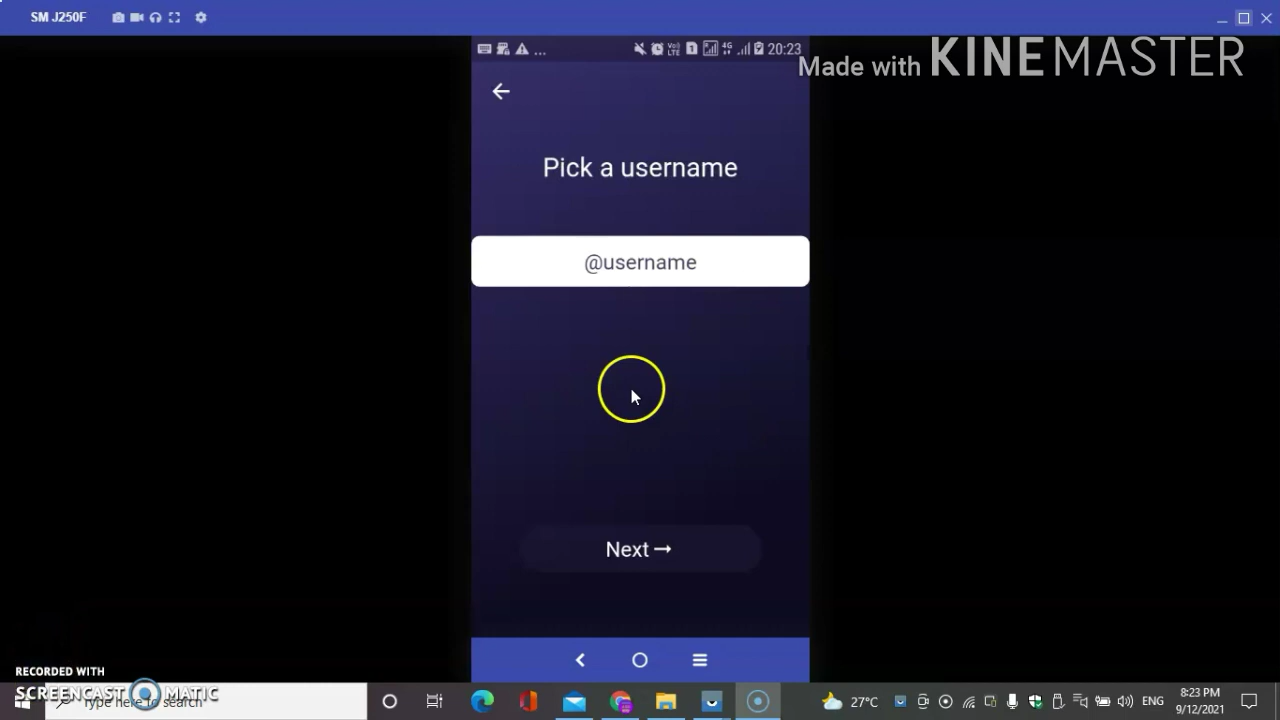 SM J250F
... 4G 20:23
Made with KINEMASTER
Pick a username
@username
Next →
RECORDED WITH
SCREENCAST MATIC
Type here to search
27°C
ENG
8:23 PM
9/12/2021